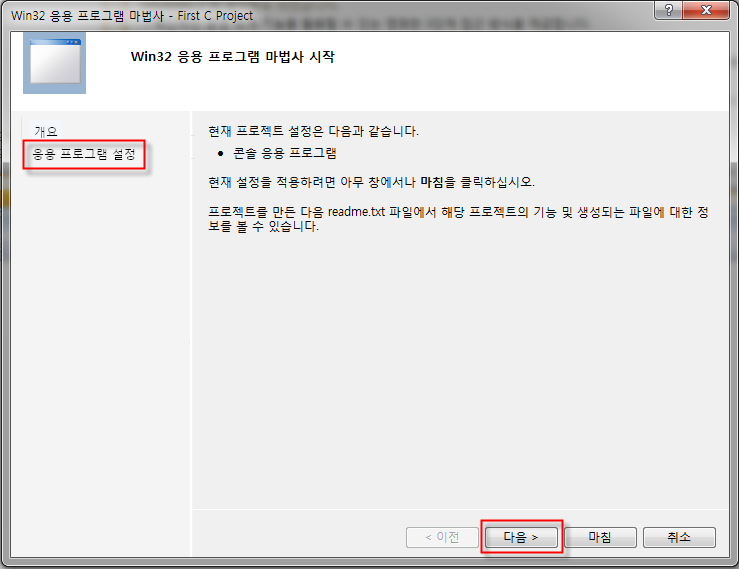 Win32 응용 프로그램 마법사 - First C Project
Win32 응용 프로그램 마법사 시작
개요
응용 프로그램 설정
현재 프로젝트 설정은 다음과 같습니다.
• 콘솔 응용 프로그램
현재 설정을 적용하려면 아무 창에서나 마침을 클릭하십시오.
프로젝트를 만든 다음 readme.txt 파일에서 해당 프로젝트의 기능 및 생성되는 파일에 대한 정
보를 볼 수 있습니다.
< 이전
다음 >
마침
취소